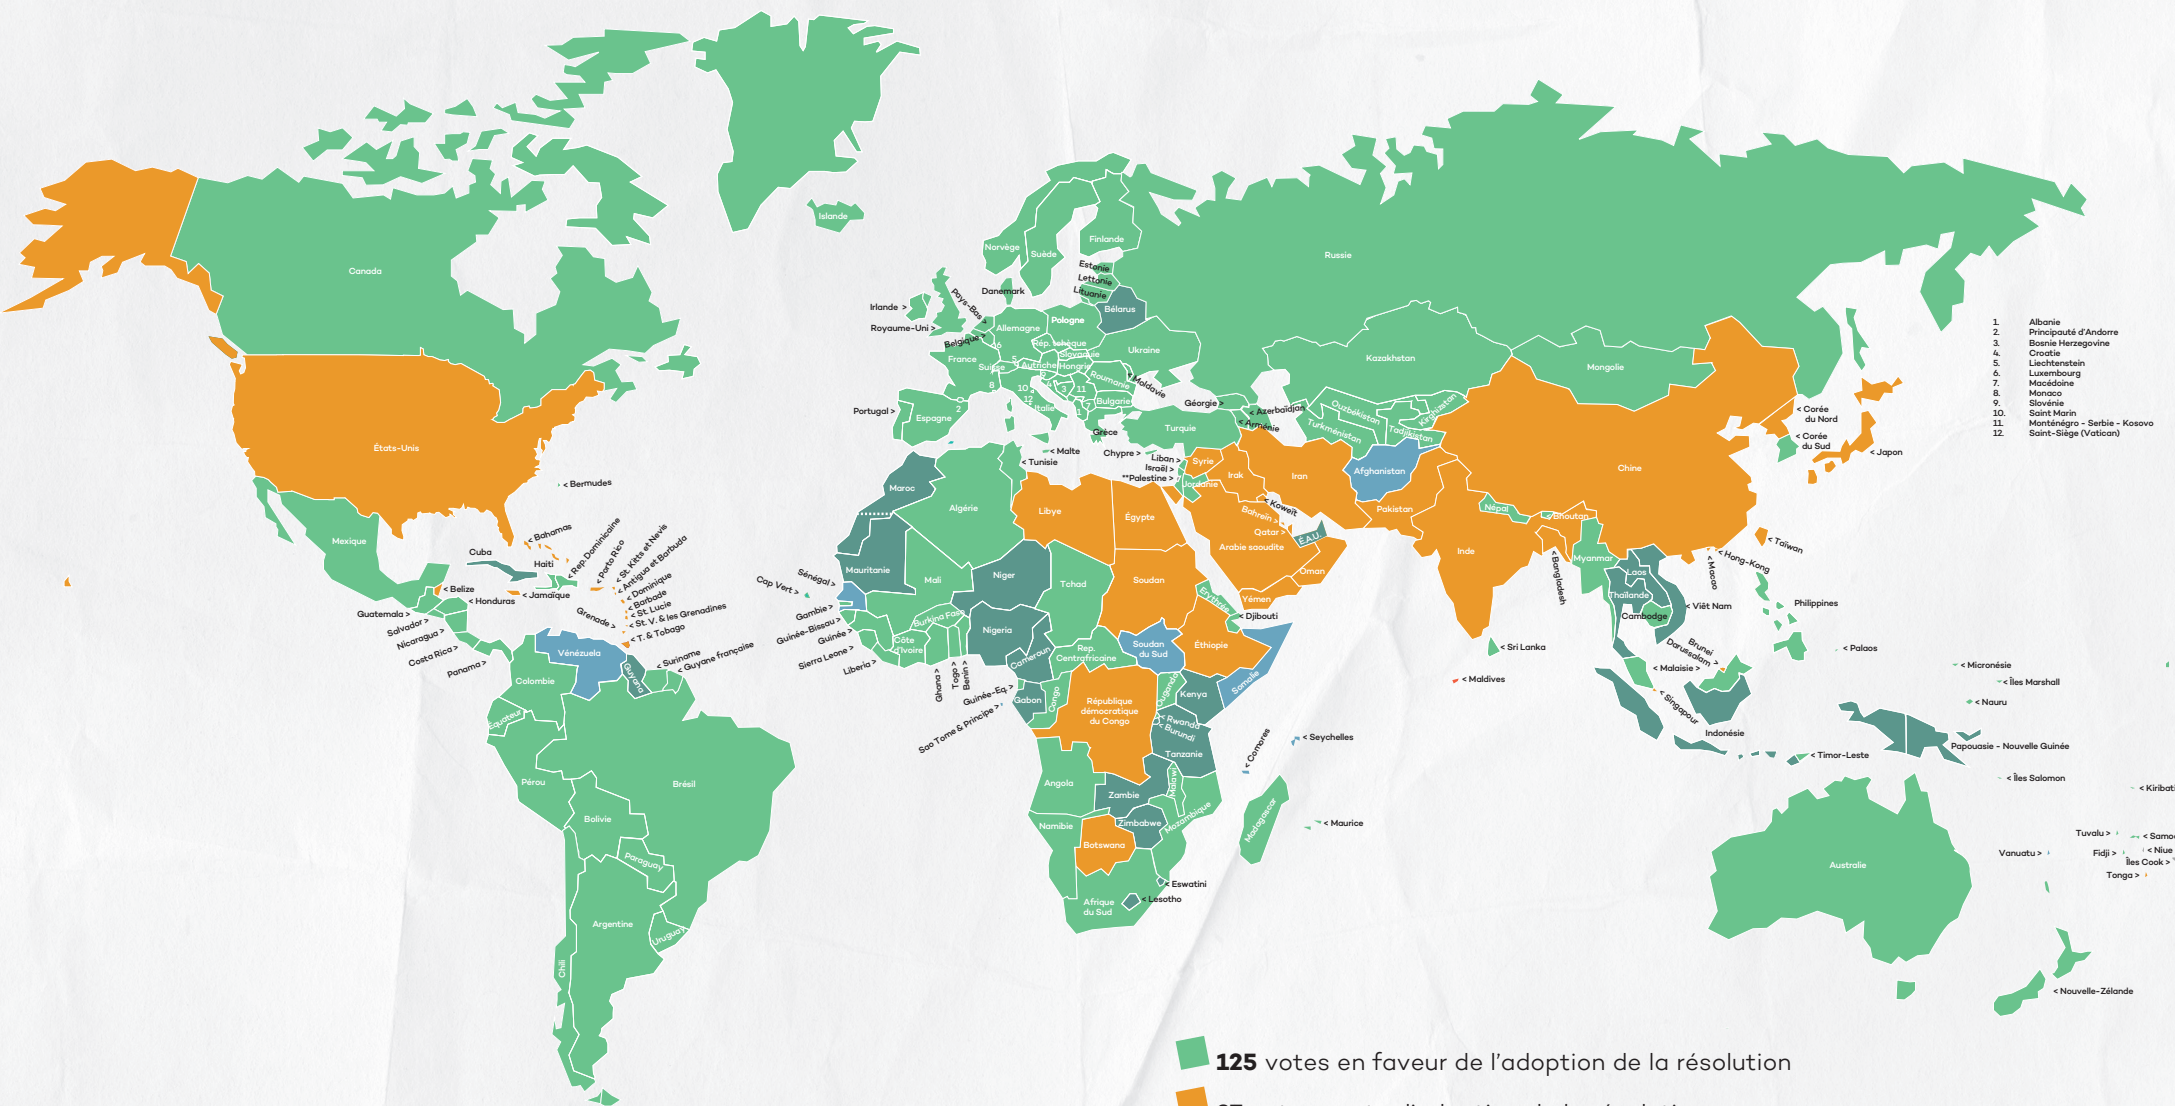 Canada
États-Unis
Mexique
< Bermudes
< Bahamas
Cuba
Haïti
< Rep. Dominicaine
< Porto Rico
< St. Kitts et Nevis
< Antigua et Barbuda
< Dominique
< Barbade
< St. Lucie
< St. V. & les Grenadines
Grenade >
< T. & Tobago
< Jamaïque
< Belize
< Honduras
Guatemala >
Salvador >
Nicaragua >
Costa Rica >
Panama >
Vénézuela
Guyana
< Suriname
< Guyane française
Colombie
Équateur
Pérou
Brésil
Bolivie
Paraguay
Argentine
Uruguay
Chili
Islande
Norvège
Suède
Finlande
Estonie
Lettonie
Lituanie
Danemark
Bélarus
Irlande >
Royaume-Uni >
Pays-Bas >
Belgique >
Allemagne
Pologne
Rép. tchèque
Slovaquie
Ukraine
France
Suisse
Autriche
Hongrie
Roumanie
< Moldavie
Bulgarie
Italie
Portugal >
Espagne
Grèce
Turquie
Géorgie >
< Azerbaïdjan
< Arménie
< Malte
< Tunisie
Chypre >
Liban >
Israël >
**Palestine >
Jordanie
Syrie
Irak
Iran
< Koweït
Bahreïn >
Qatar >
É.A.U.
Arabie saoudite
Oman
Yémen
Russie
Kazakhstan
Ouzbékistan
Turkménistan
Kirghizstan
Tadjikistan
Afghanistan
Pakistan
Mongolie
Chine
Népal
< Bhoutan
Inde
< Bangladesh
Myanmar
Laos
Thaïlande
Cambodge
< Viêt Nam
< Macao
< Hong-Kong
< Taïwan
< Corée
du Nord
< Corée
du Sud
< Japon
Philippines
< Palaos
Brunei
Darussalam >
< Malaisie >
< Singapour
Indonésie
< Timor-Leste
Papouasie - Nouvelle Guinée
< Sri Lanka
< Maldives
Maroc
Algérie
Libye
Égypte
Mauritanie
Mali
Niger
Tchad
Soudan
Erythrée
< Djibouti
Éthiopie
Somalie
Soudan
du Sud
Rep.
Centrafricaine
Cap Vert >
Sénégal >
Gambie >
Guinée-Bissau >
Guinée >
Sierra Leone >
Liberia >
Côte
d'Ivoire
Burkina Faso
Ghana >
Togo >
Benin >
Nigeria
Cameroun
Guinée-Eq. >
Sao Tome & Principe >
Gabon
Congo
République
démocratique
du Congo
Ouganda
Kenya
< Rwanda
< Burundi
Tanzanie
Angola
Zambie
Malawi
Mozambique
Zimbabwe
Namibie
Botswana
Afrique
du Sud
< Eswatini
< Lesotho
Madagascar
< Comores
< Seychelles
< Maurice
Australie
< Nouvelle-Zélande
< Micronésie
< Îles Marshall
< Nauru
< Îles Salomon
< Kiribati
Tuvalu >
< Samo
Vanuatu >
Fidji >
< Niue
Îles Cook >
Tonga >
1. Albanie
2. Principauté d'Andorre
3. Bosnie Herzegovine
4. Croatie
5. Liechtenstein
6. Luxembourg
7. Macédoine
8. Monaco
9. Slovénie
10. Saint Marin
11. Monténégro - Serbie - Kosovo
12. Saint-Siège (Vatican)
125 votes en faveur de l'adoption de la résolution